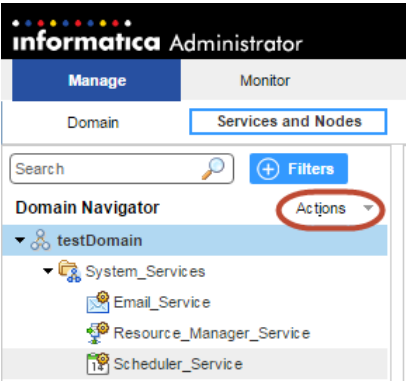 informatica Administrator
Manage Monitor
Domain Services and Nodes
Search Filters
Domain Navigator Actions
testDomain
System_Services
Email_Service
Resource_Manager_Service
Scheduler_Service